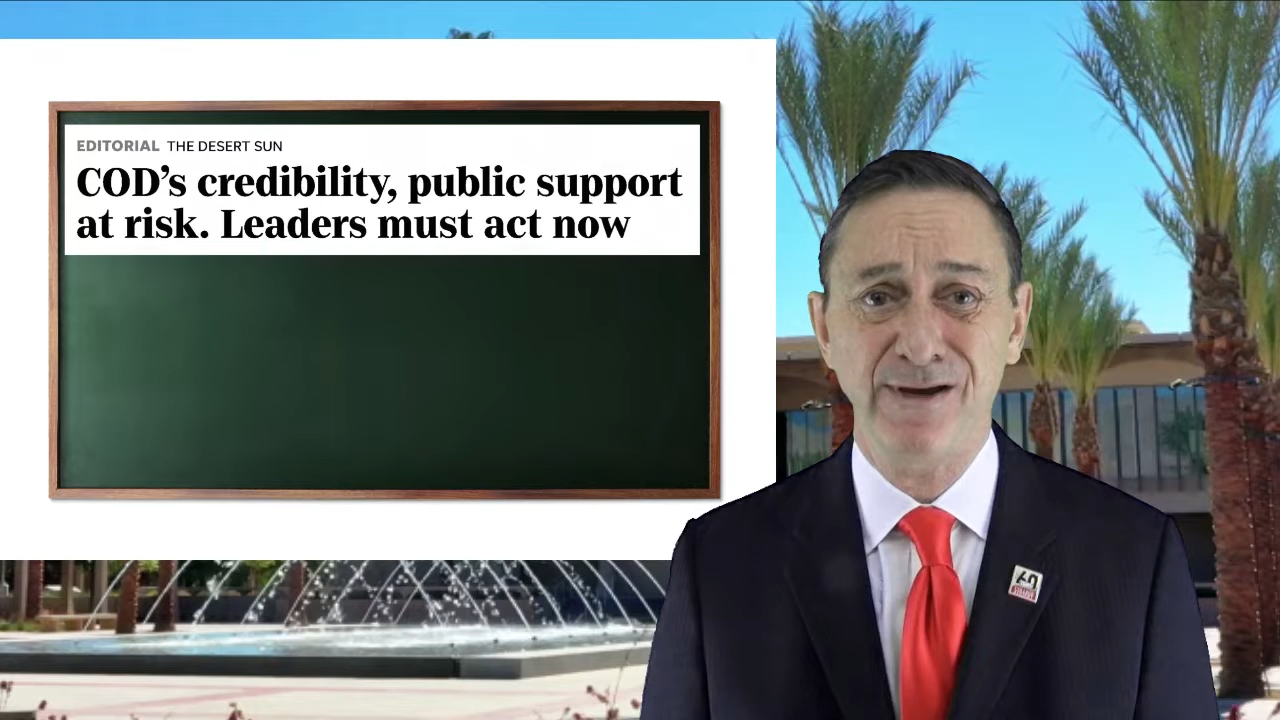 EDITORIAL THE DESERT SUN
COD's credibility, public support
at risk. Leaders must act now